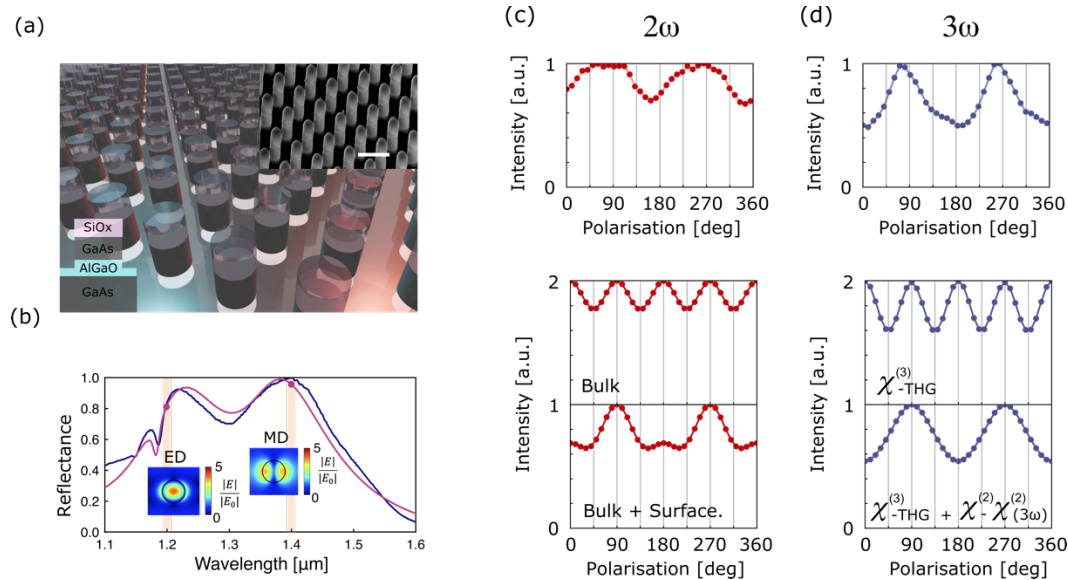 (a)
SiOx
GaAs
AlGaO
GaAs
(b)
Reflectance
1.0
0.8
0.6
0.4
0.2
0.0
1.1 1.2 1.3 1.4 1.5 1.6
Wavelength [µm]
ED
5
0
|E|
|E₀|
MD
5
0
|E|
|E₀|
(c)
2ω
Intensity [a.u.]
1
1
0 90 180 270 360
Polarisation [deg]
Intensity [a.u.]
2
1
0
Bulk
Bulk + Surface.
0 90 180 270 360
Polarisation [deg]
(d)
3ω
Intensity [a.u.]
1
0
0 90 180 270 360
Polarisation [deg]
Intensity [a.u.]
2
1
0
χ⁽³⁾-THG
χ⁽³⁾-THG + χ⁽²⁾-χ⁽²⁾(3ω)
0 90 180 270 360
Polarisation [deg]